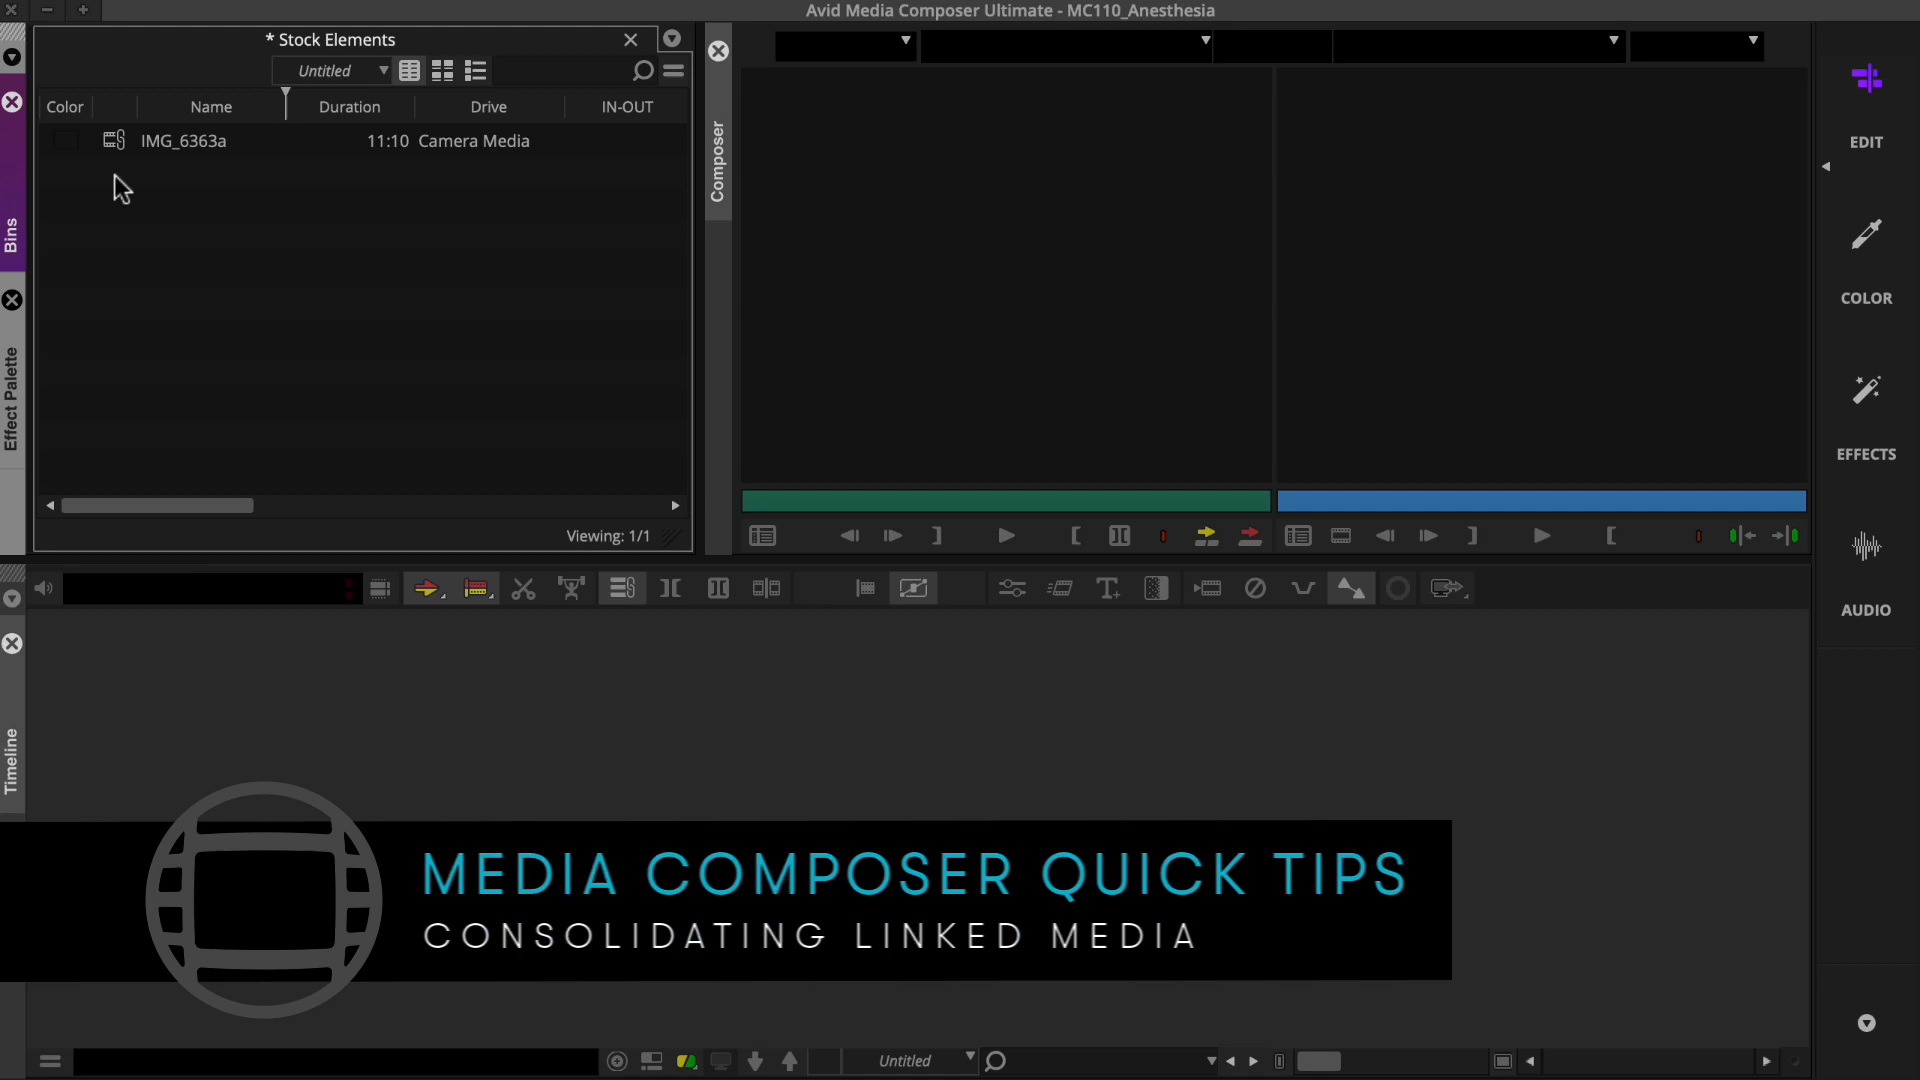 Avid Media Composer Ultimate - MC110_Anesthesia
* Stock Elements
Untitled
Color Name Duration Drive IN-OUT
IMG_6363a 11:10 Camera Media
Viewing: 1/1
Bins
Effect Palette
Composer
EDIT
COLOR
EFFECTS
AUDIO
Timeline
MEDIA COMPOSER QUICK TIPS
CONSOLIDATING LINKED MEDIA
Untitled